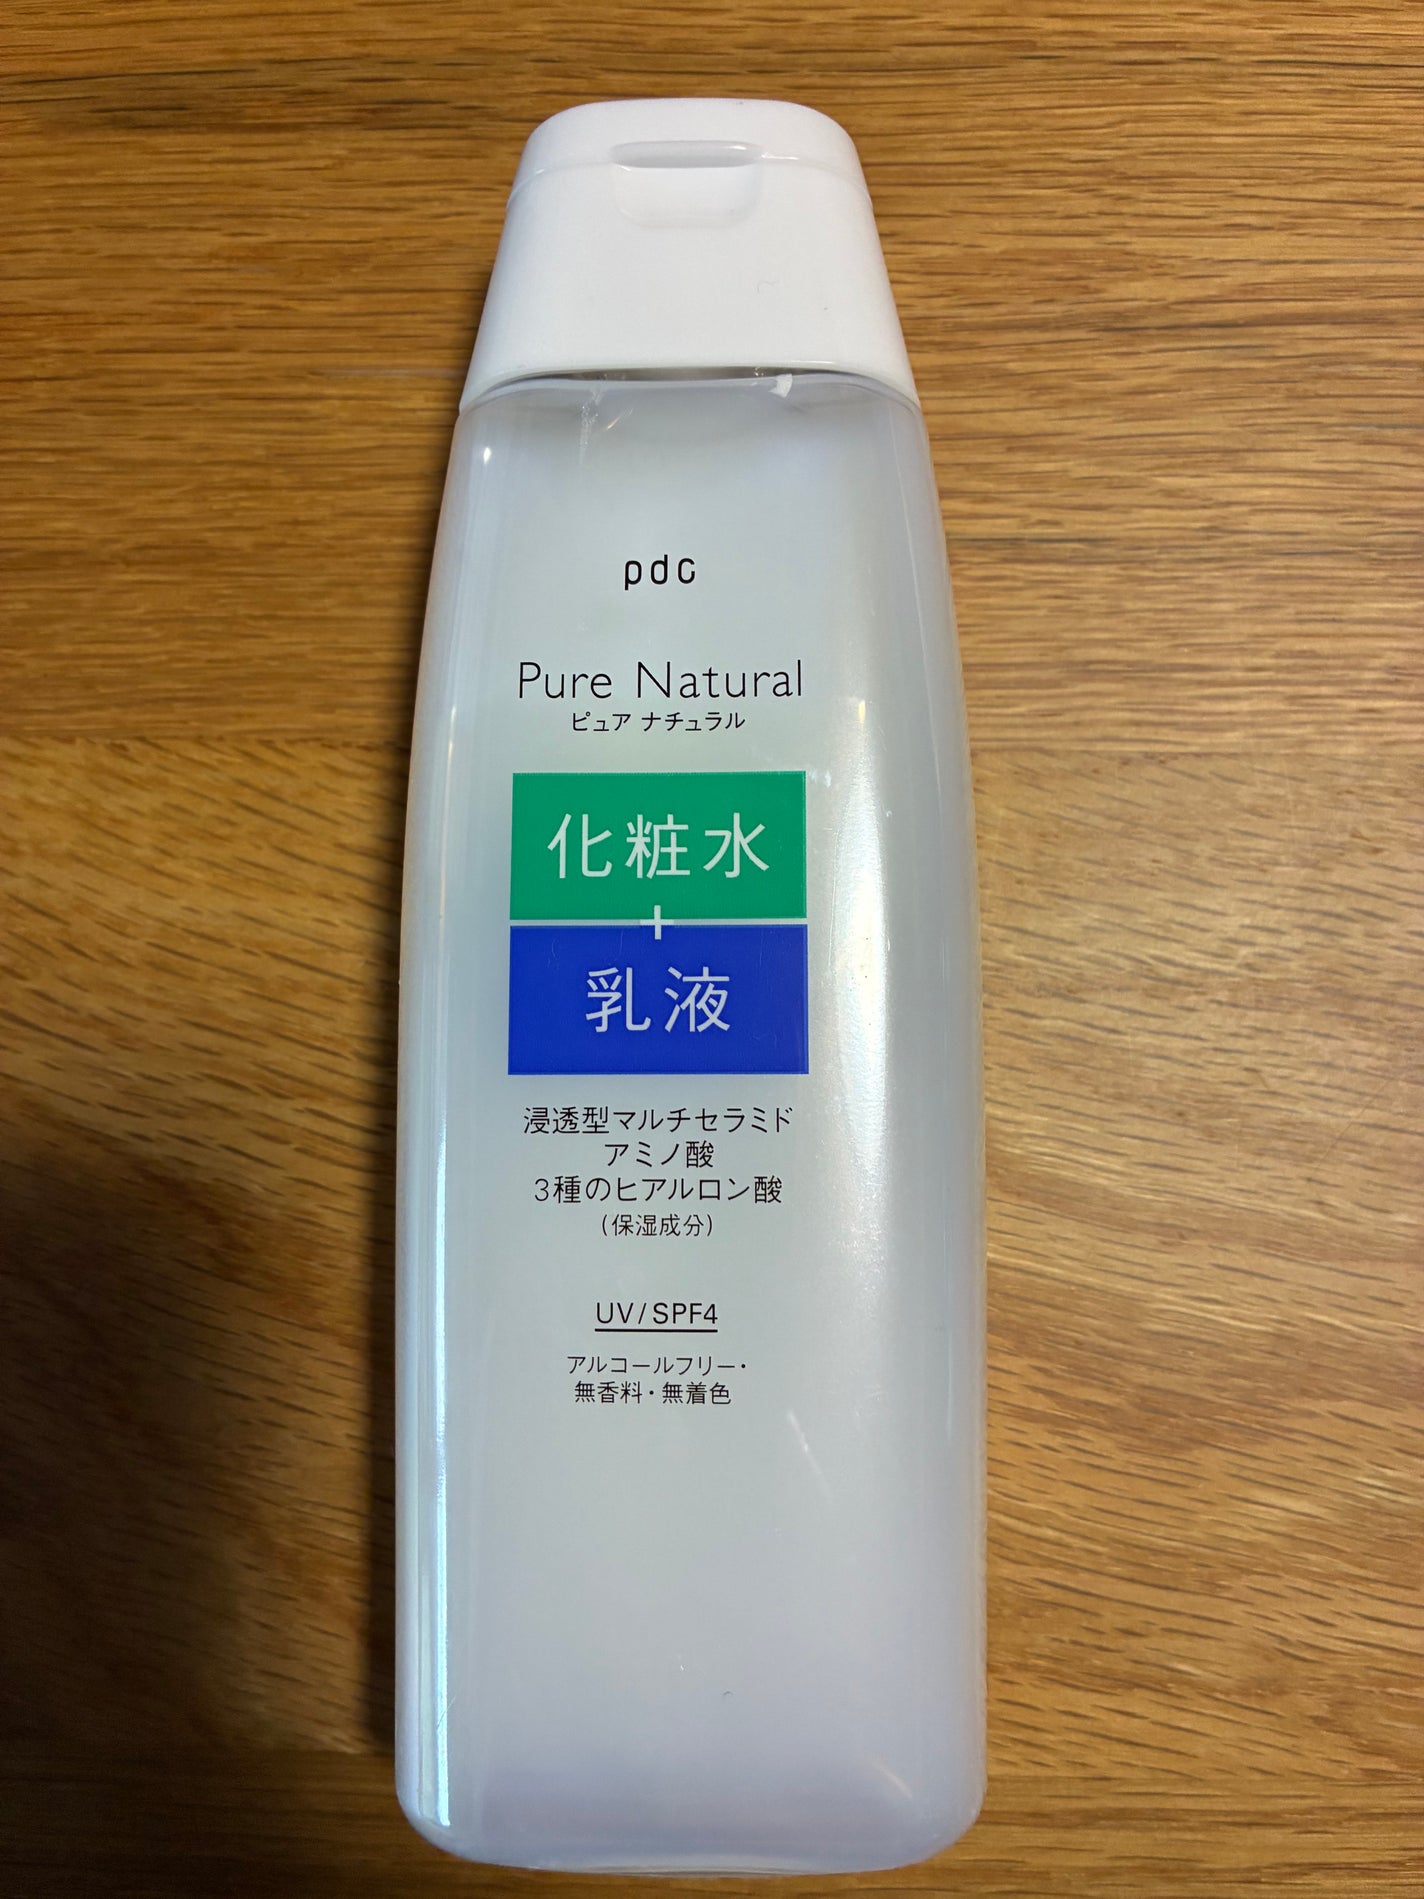 pdc
Pure Natural
ピュア ナチュラル
化粧水
+
乳液
浸透型マルチセラミド
アミノ酸
3種のヒアルロン酸
(保湿成分)
UV/SPF4
アルコールフリー・
無香料・無着色